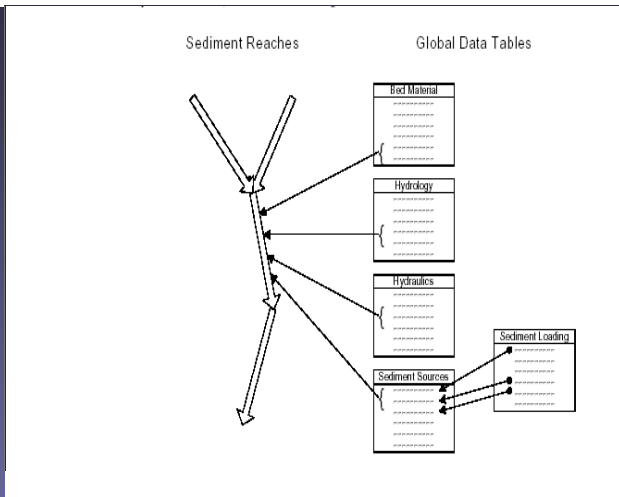 Sediment Reaches
Global Data Tables
Bed Material
Hydrology
Hydraulics
Sediment Loading
Sediment Sources